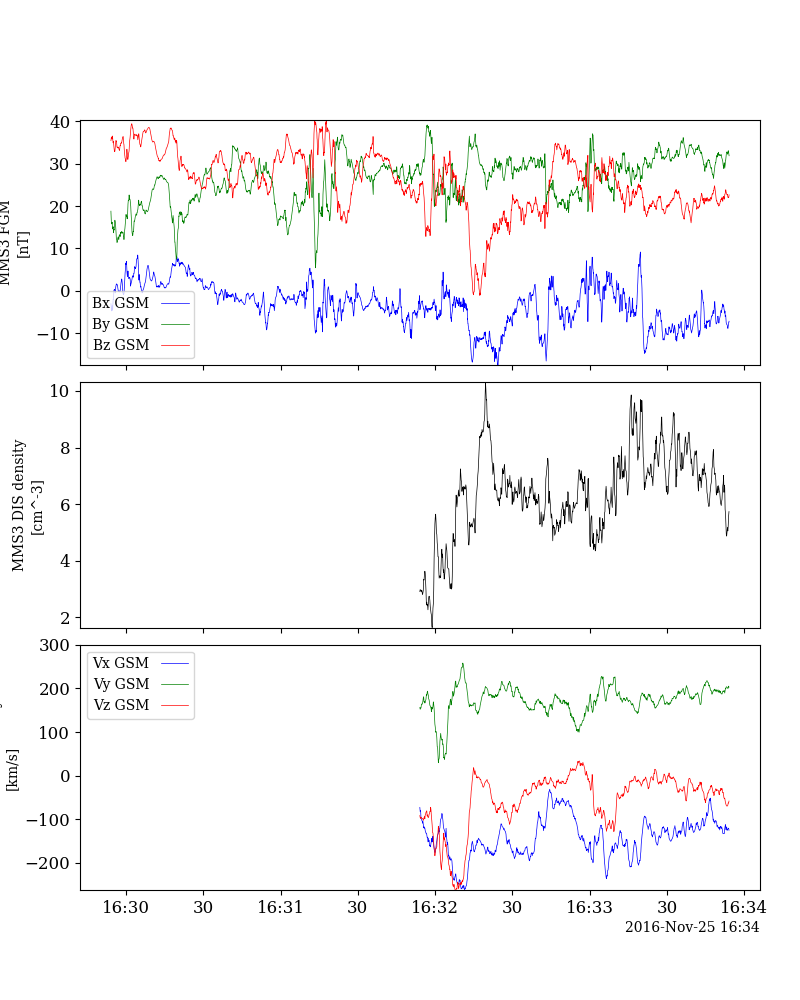 40
30
20
10
0
−10
MMS3 FGM
[nT]
Bx GSM
By GSM
Bz GSM
10
8
6
4
2
MMS3 DIS density
[cm^-3]
300
200
100
0
−100
−200
[km/s]
Vx GSM
Vy GSM
Vz GSM
16:30 30 16:31 30 16:32 30 16:33 30 16:34
2016-Nov-25 16:34